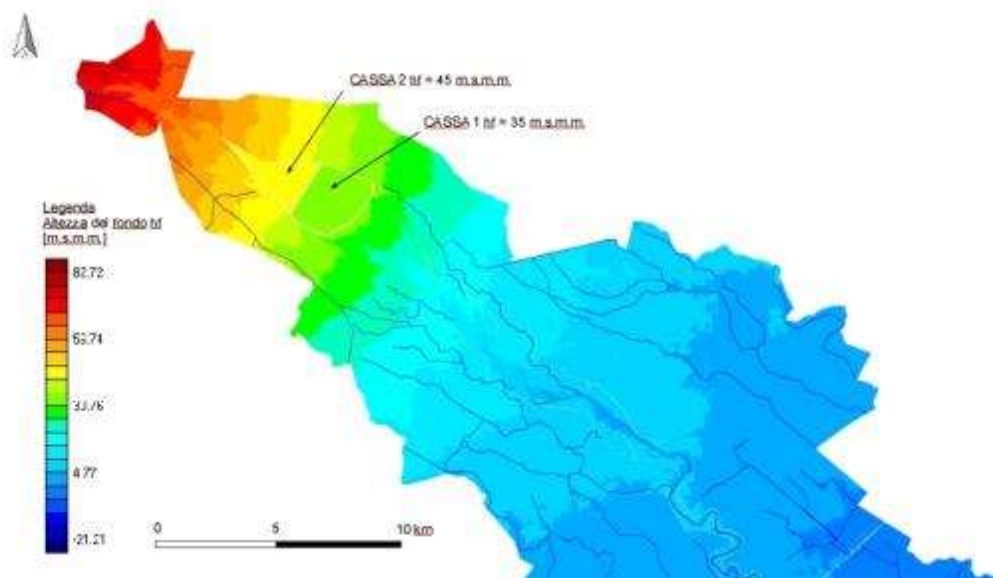 CASSA 2 hf = 45 m.s.m.m.
CASSA 1 hf = 35 m.s.m.m.
Legenda
Altezza del fondo hf
[m.s.m.m.]
82.72
33.76
4.77
-21.21
0 5 10 km